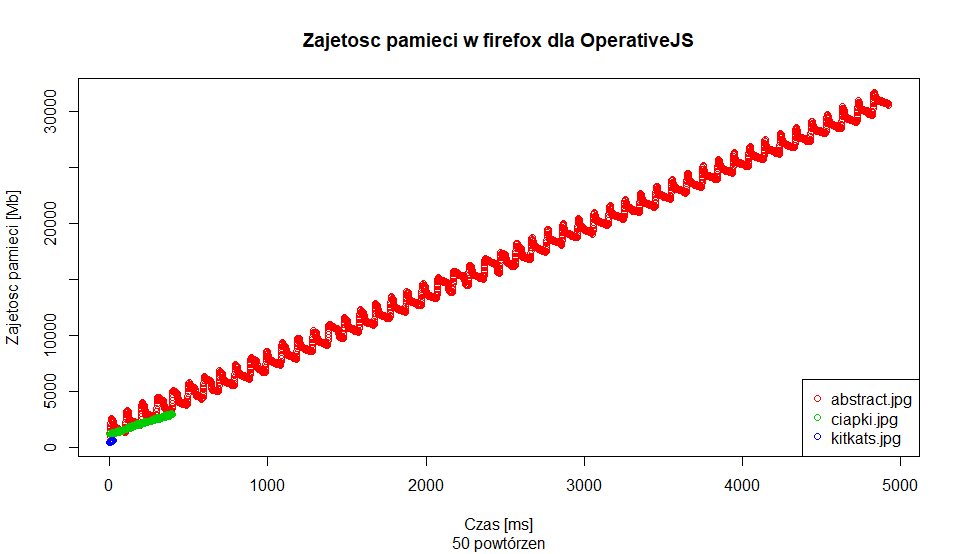 Zajetosc pamieci w firefox dla OperativeJS
Zajetosc pamieci [Mb]
30000
20000
10000
5000
0
0
1000
2000
3000
4000
5000
abstract.jpg
ciapki.jpg
kitkats.jpg
Czas [ms]
50 powtórzen